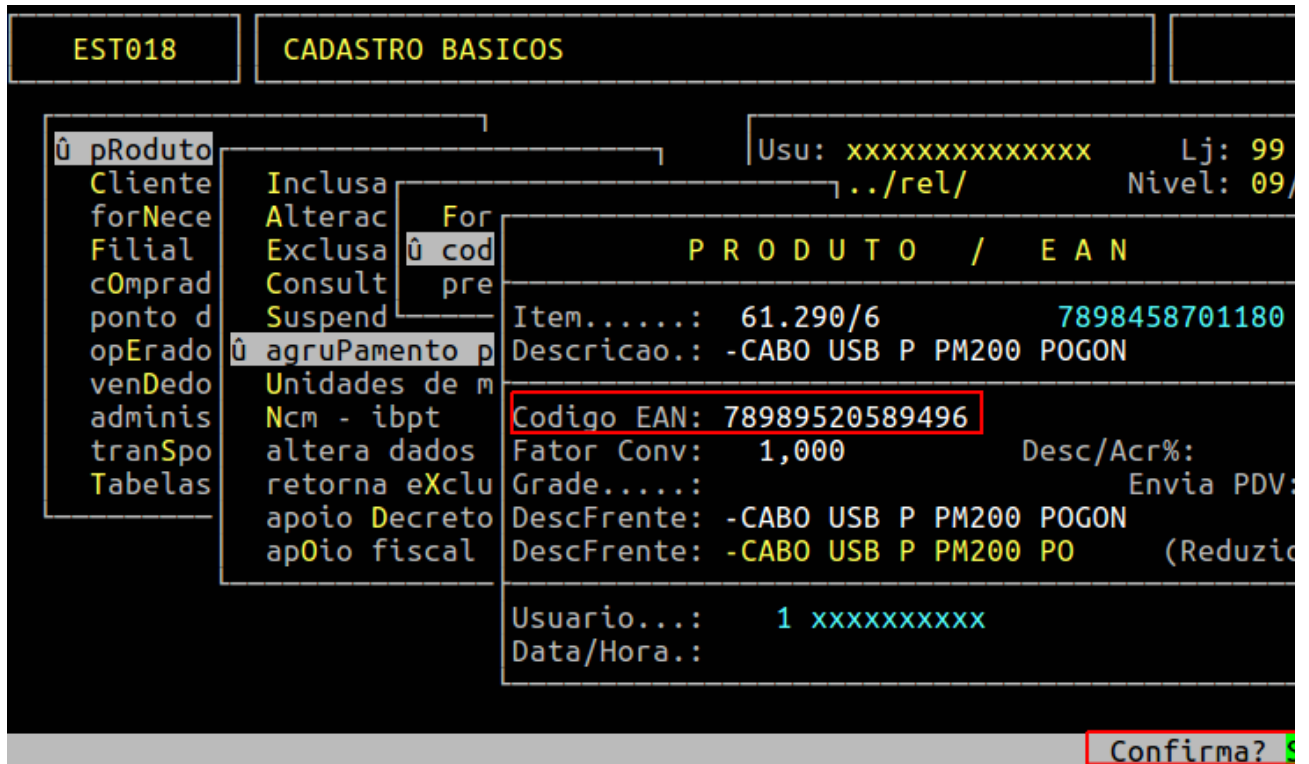 EST018 CADASTRO BASICOS
û pRoduto
Usu: xxxxxxxxxxxxxx Lj: 99
Cliente Inclusa ../rel/ Nivel: 09/
forNece Alterac For
Filial Exclusa û cod P R O D U T O / E A N
cOmprad Consult pre
ponto d Suspend Item......: 61.290/6 7898458701180
opErado û agruPamento p Descricao.: -CABO USB P PM200 POGON
venDedo Unidades de m
adminis Ncm - ibpt Codigo EAN: 78989520589496
tranSpo altera dados Fator Conv: 1,000 Desc/Acr%:
Tabelas retorna eXclu Grade.....: Envia PDV:
apoio Decreto DescFrente: -CABO USB P PM200 POGON
apOio fiscal DescFrente: -CABO USB P PM200 PO (Reduzid
Usuario...: 1 xxxxxxxxxx
Data/Hora.:
Confirma? S